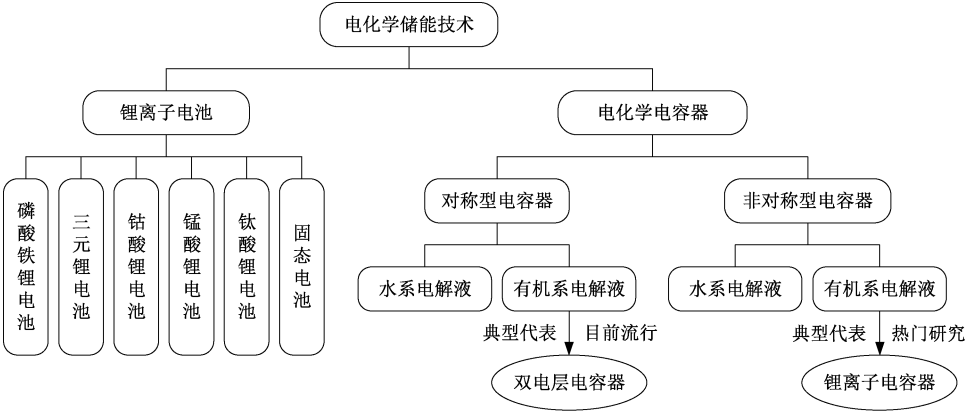 电化学储能技术
锂离子电池
电化学电容器
磷酸铁锂电池
三元锂电池
钴酸锂电池
锰酸锂电池
钛酸锂电池
固态电池
对称型电容器
非对称型电容器
水系电解液
有机系电解液
水系电解液
有机系电解液
典型代表
目前流行
典型代表
热门研究
双电层电容器
锂离子电容器